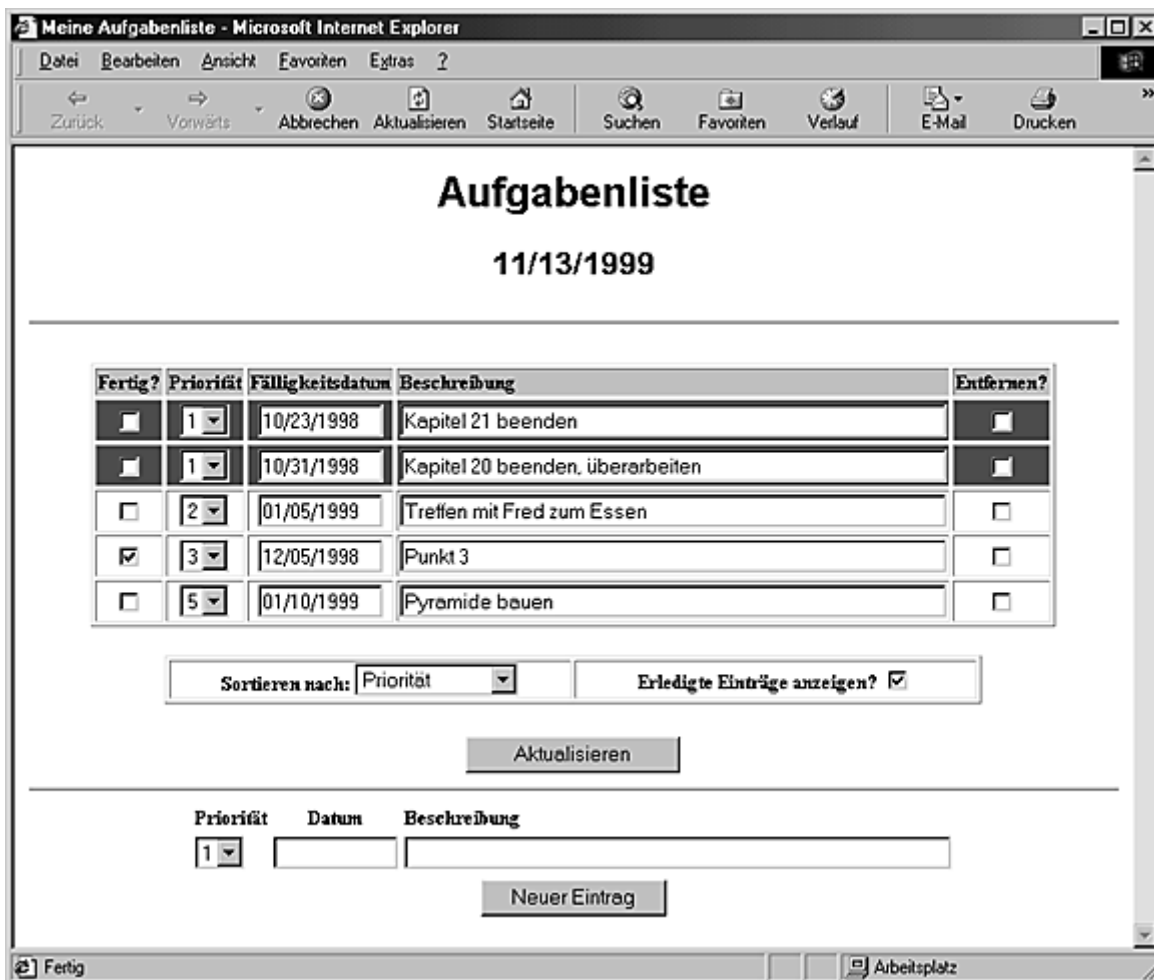 Meine Aufgabenliste - Microsoft Internet Explorer
Datei Bearbeiten Ansicht Favoriten Extras ?
Zurück Vorwärts Abbrechen Aktualisieren Startseite Suchen Favoriten Verlauf E-Mail Drucken »
Aufgabenliste
11/13/1999
Fertig? Priorität Fälligkeitsdatum Beschreibung Entfernen?
1 10/23/1998 Kapitel 21 beenden
1 10/31/1998 Kapitel 20 beenden, überarbeiten
2 01/05/1999 Treffen mit Fred zum Essen
3 12/05/1998 Punkt 3
5 01/10/1999 Pyramide bauen
Sortieren nach: Priorität Erledigte Einträge anzeigen?
Aktualisieren
Priorität Datum Beschreibung
1
Neuer Eintrag
Fertig Arbeitsplatz